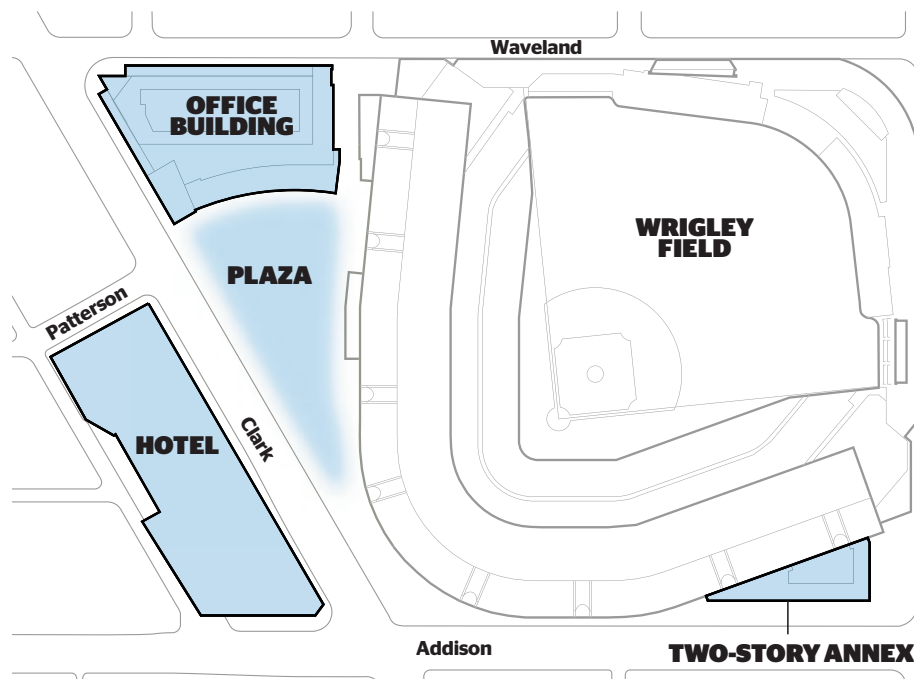 Waveland
OFFICE
BUILDING
WRIGLEY
FIELD
PLAZA
Patterson
Clark
HOTEL
Addison
TWO-STORY ANNEX